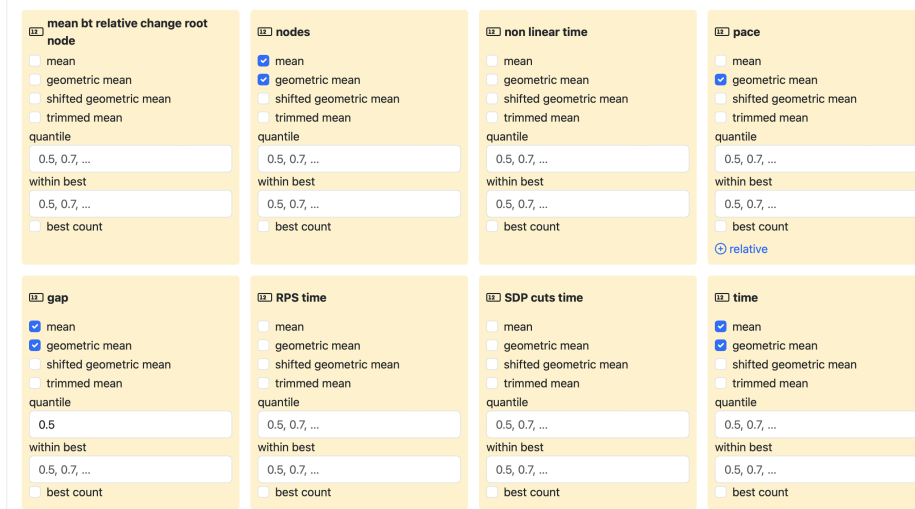 mean bt relative change root
node
mean
geometric mean
shifted geometric mean
trimmed mean
quantile
0.5, 0.7, ...
within best
0.5, 0.7, ...
best count
nodes
mean
geometric mean
shifted geometric mean
trimmed mean
quantile
0.5, 0.7, ...
within best
0.5, 0.7, ...
best count
non linear time
mean
geometric mean
shifted geometric mean
trimmed mean
quantile
0.5, 0.7, ...
within best
0.5, 0.7, ...
best count
pace
mean
geometric mean
shifted geometric mean
trimmed mean
quantile
0.5, 0.7, ...
within best
0.5, 0.7, ...
best count
relative
gap
mean
geometric mean
shifted geometric mean
trimmed mean
quantile
0.5
within best
0.5, 0.7, ...
best count
RPS time
mean
geometric mean
shifted geometric mean
trimmed mean
quantile
0.5, 0.7, ...
within best
0.5, 0.7, ...
best count
SDP cuts time
mean
geometric mean
shifted geometric mean
trimmed mean
quantile
0.5, 0.7, ...
within best
0.5, 0.7, ...
best count
time
mean
geometric mean
shifted geometric mean
trimmed mean
quantile
0.5, 0.7, ...
within best
0.5, 0.7, ...
best count